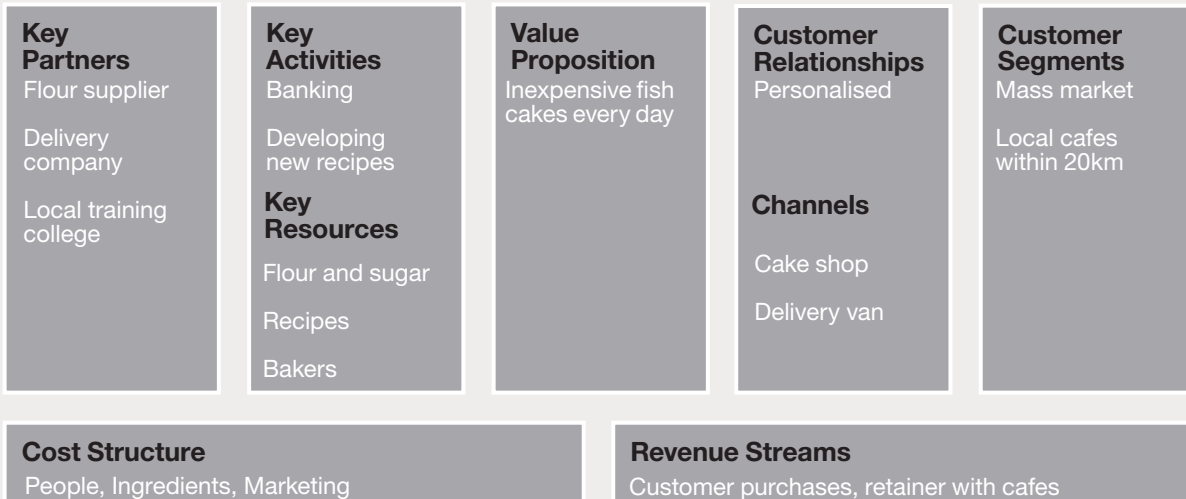 Key
Partners
Flour supplier
Delivery
company
Local training
college
Key
Activities
Banking
Developing
new recipes
Key
Resources
Flour and sugar
Recipes
Bakers
Value
Proposition
Inexpensive fish
cakes every day
Customer
Relationships
Personalised
Channels
Cake shop
Delivery van
Customer
Segments
Mass market
Local cafes
within 20km
Cost Structure
People, Ingredients, Marketing
Revenue Streams
Customer purchases, retainer with cafes